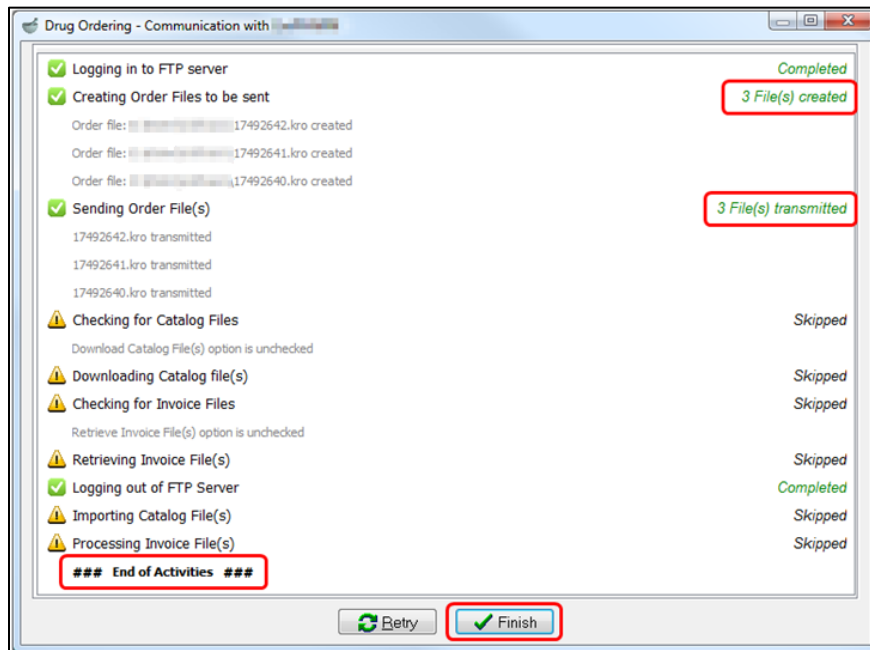 Drug Ordering - Communication with
Logging in to FTP server Completed
Creating Order Files to be sent 3 File(s) created
Order file: 17492642.kro created
Order file: 17492641.kro created
Order file: 17492640.kro created
Sending Order File(s) 3 File(s) transmitted
17492642.kro transmitted
17492641.kro transmitted
17492640.kro transmitted
Checking for Catalog Files Skipped
Download Catalog File(s) option is unchecked
Downloading Catalog file(s) Skipped
Checking for Invoice Files Skipped
Retrieve Invoice File(s) option is unchecked
Retrieving Invoice File(s) Skipped
Logging out of FTP Server Completed
Importing Catalog File(s) Skipped
Processing Invoice File(s) Skipped
### End of Activities ###
Retry Finish